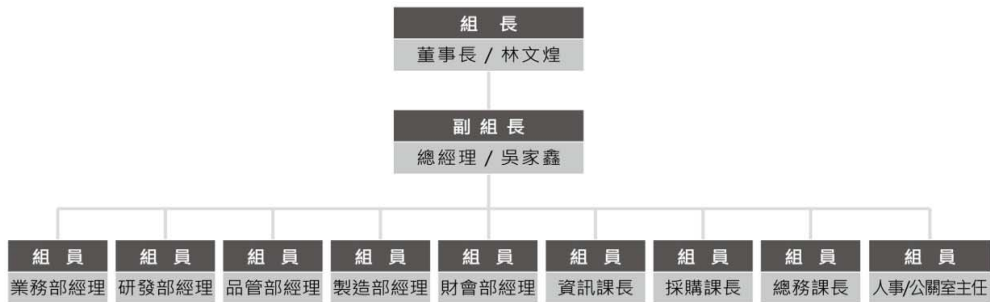 組 長
董事長 / 林文煌
副 組 長
總經理 / 吳家鑫
組 員 組 員 組 員 組 員 組 員 組 員 組 員 組 員 組 員
業務部經理 研發部經理 品管部經理 製造部經理 財會部經理 資訊課長 採購課長 總務課長 人事/公關室主任